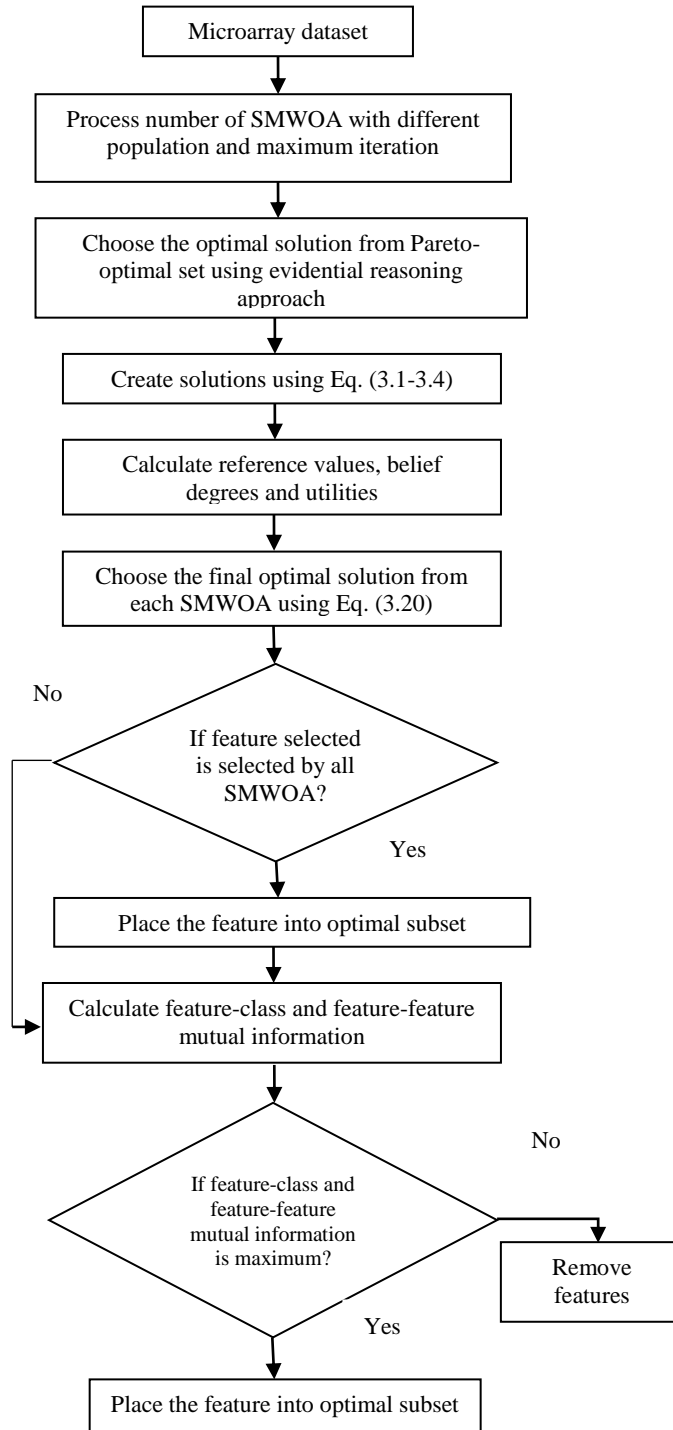 Microarray dataset
Process number of SMWOA with different
population and maximum iteration
Choose the optimal solution from Pareto-
optimal set using evidential reasoning
approach
Create solutions using Eq. (3.1-3.4)
Calculate reference values, belief
degrees and utilities
Choose the final optimal solution from
each SMWOA using Eq. (3.20)
No
If feature selected
is selected by all
SMWOA?
Yes
Place the feature into optimal subset
Calculate feature-class and feature-feature
mutual information
No
If feature-class and
feature-feature
mutual information
is maximum?
Remove
features
Yes
Place the feature into optimal subset